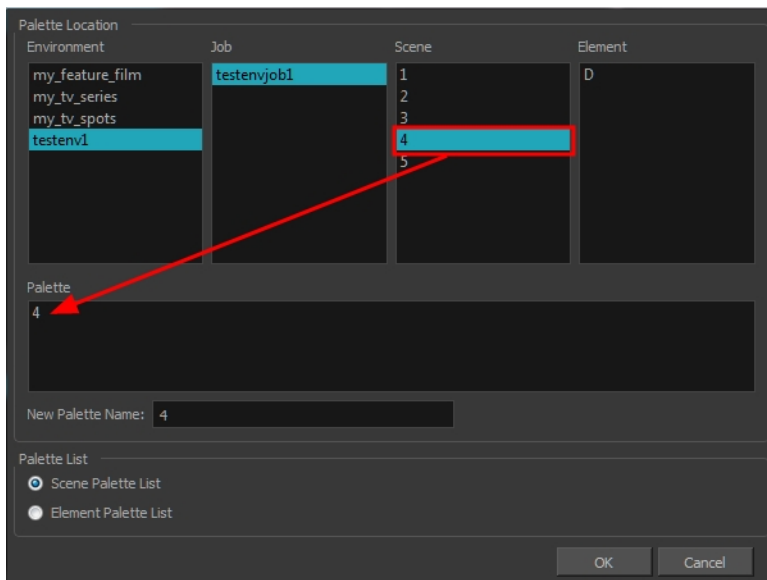 Palette Location
Environment Job Scene Element
my_feature_film testenvjob1 1 D
my_tv_series 2
my_tv_spots 3
testenv1 4
5
Palette
4
New Palette Name: 4
Palette List
Scene Palette List
Element Palette List
OK Cancel